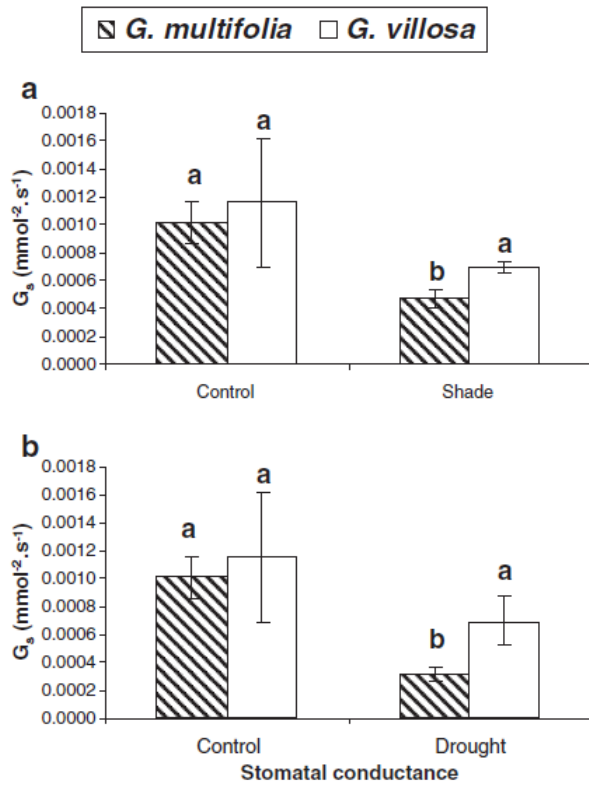 G. multifolia G. villosa
a
0.0018
0.0016
0.0014
0.0012
0.0010
0.0008
0.0006
0.0004
0.0002
0.0000
Gs (mmol-2.s-1)
a
a
b
a
Control Shade
b
0.0018
0.0016
0.0014
0.0012
0.0010
0.0008
0.0006
0.0004
0.0002
0.0000
Gs (mmol-2.s-1)
a
a
b
a
Control Drought
Stomatal conductance